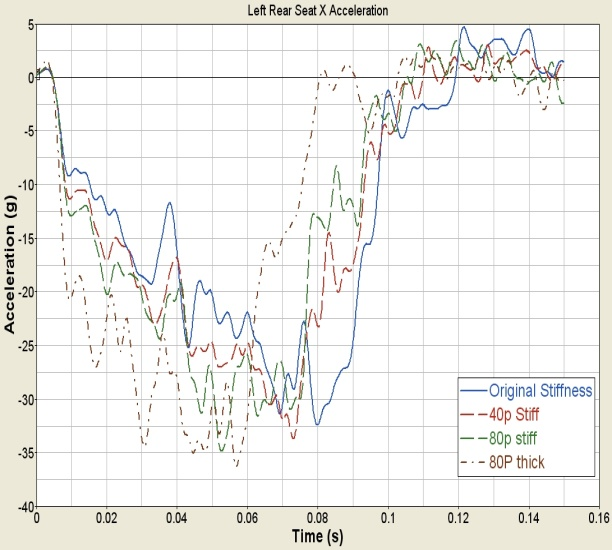 Left Rear Seat X Acceleration
Acceleration (g)
5
0
-5
-10
-15
-20
-25
-30
-35
-40
Original Stiffness
40p Stiff
80p stiff
80P thick
0 0.02 0.04 0.06 0.08 0.1 0.12 0.14 0.16
Time (s)